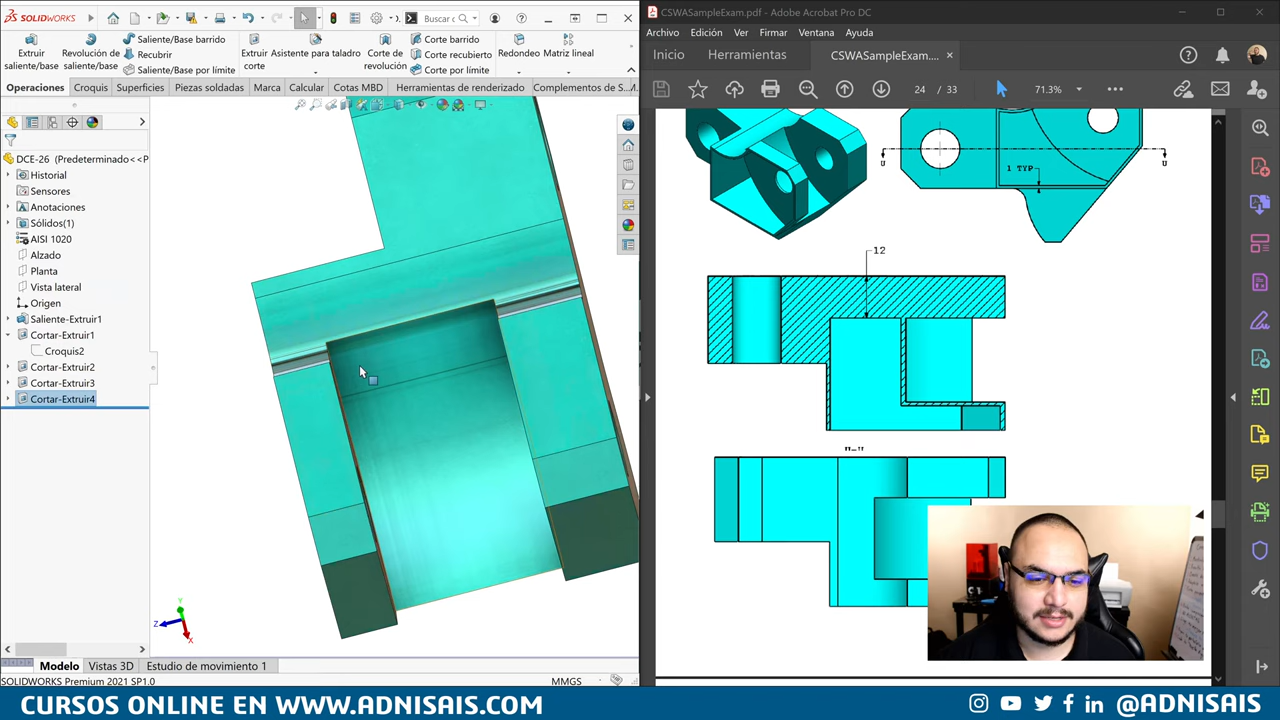 SOLIDWORKS
Buscar c
CSWASampleExam.pdf - Adobe Acrobat Pro DC
Archivo Edición Ver Firmar Ventana Ayuda
Inicio Herramientas CSWASampleExam....
24 / 33 71.3%
Extruir saliente/base
Revolución de saliente/base
Saliente/Base barrido
Recubrir
Saliente/Base por límite
Extruir corte
Asistente para taladro
Corte de revolución
Corte barrido
Corte recubierto
Corte por límite
Redondeo
Matriz lineal
Operaciones Croquis Superficies Piezas soldadas Marca Calcular Cotas MBD Herramientas de renderizado Complementos de S...
DCE-26 (Predeterminado<<P
Historial
Sensores
Anotaciones
Sólidos(1)
AISI 1020
Alzado
Planta
Vista lateral
Origen
Saliente-Extruir1
Cortar-Extruir1
Croquis2
Cortar-Extruir2
Cortar-Extruir3
Cortar-Extruir4
Y
Z
X
1 TYP
12
Modelo Vistas 3D Estudio de movimiento 1
SOLIDWORKS Premium 2021 SP1.0
MMGS
CURSOS ONLINE EN WWW.ADNISAIS.COM
@ADNISAIS